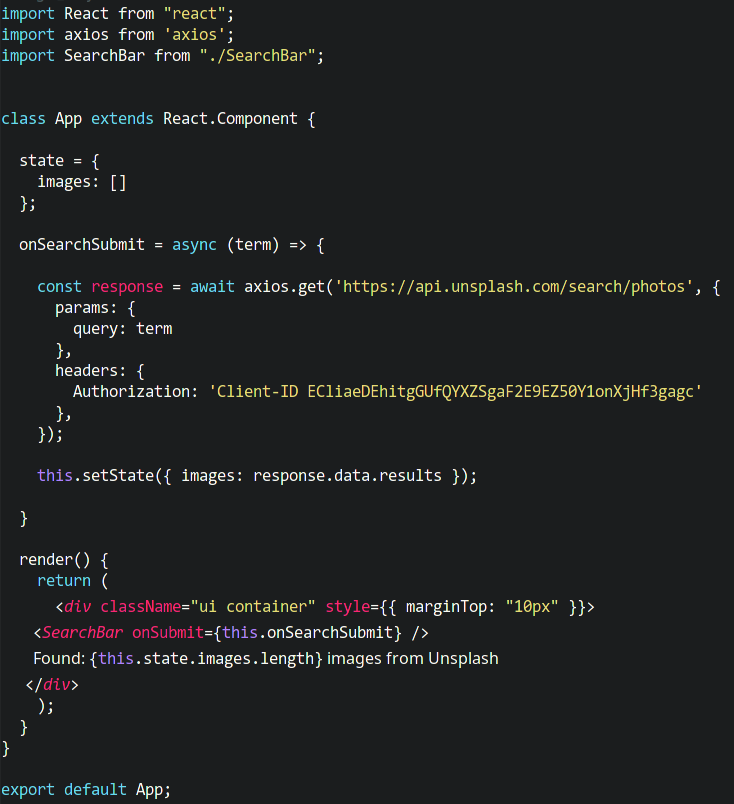 import React from "react";
import axios from 'axios';
import SearchBar from "./SearchBar";
class App extends React.Component {
state = {
images: []
};
onSearchSubmit = async (term) => {
const response = await axios.get('https://api.unsplash.com/search/photos', {
params: {
query: term
},
headers: {
Authorization: 'Client-ID ECliaeDEhitgGUfQYXZSgaF2E9EZ50Y1onXjHf3gagc'
},
});
this.setState({ images: response.data.results });
}
render() {
return (
<div className="ui container" style={{ marginTop: "10px" }}>
<SearchBar onSubmit={this.onSearchSubmit} />
Found: {this.state.images.length} images from Unsplash
</div>
);
}
}
export default App;